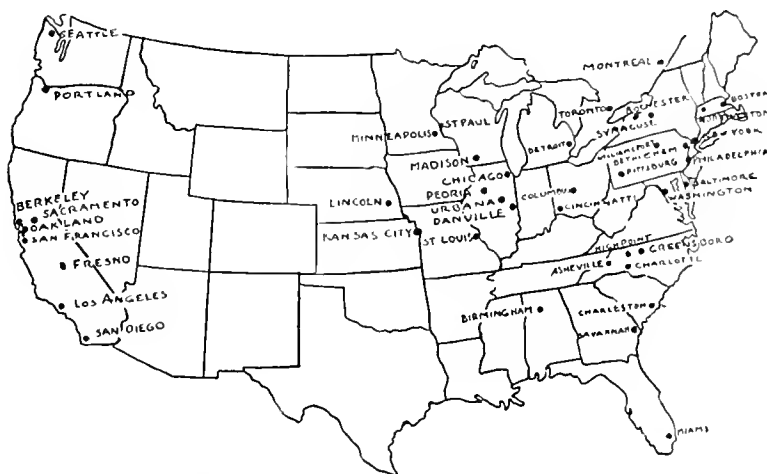 SEATTLE
PORTLAND
MONTREAL
TORONTO
ROCHESTER
BOSTON
SYRACUSE
ST PAUL
MINNEAPOLIS
DETROIT
YORK
MADISON
BETHLEHEM
PITTSBURG
PHILADELPHIA
CHICAGO
PEORIA
COLUMBUS
BALTIMORE
WASHINGTON
LINCOLN
URBANA
DANVILLE
CINCINNATTI
BERKELEY
SACRAMENTO
OAKLAND
SAN FRANCISCO
KANSAS CITY
ST LOUIS
HIGHPOINT
GREENSBORO
ASHEVILLE
CHARLOTTE
FRESNO
LOS ANGELES
BIRMINGHAM
CHARLESTON
SAN DIEGO
SAVANNAH
MIAMI